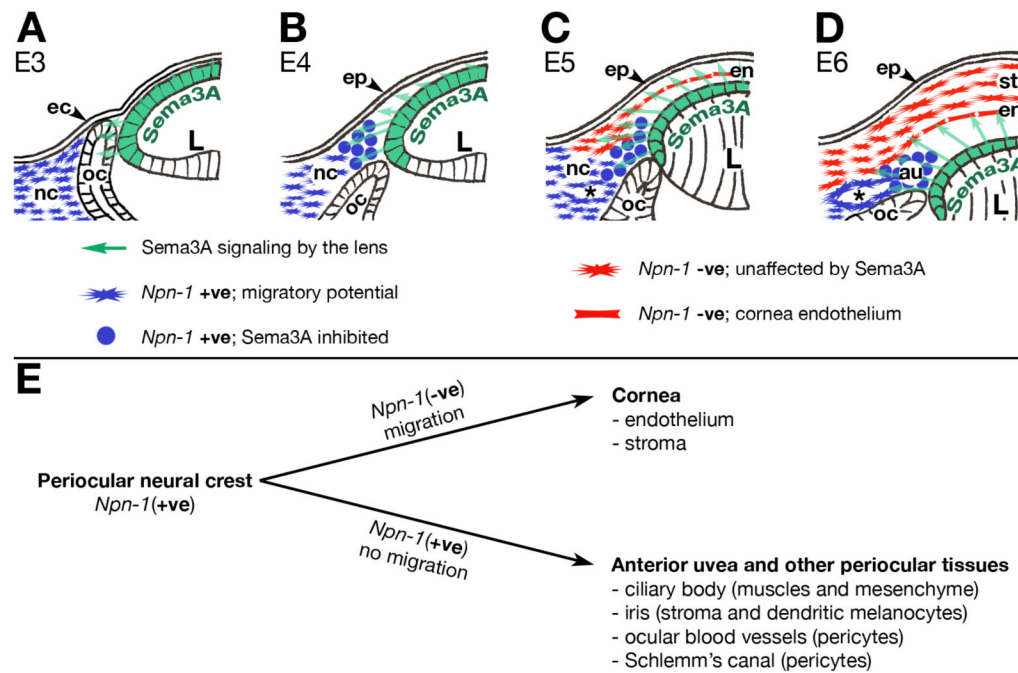 A
E3
ec
Sema3A
L
nc
oc
B
E4
ep
Sema3A
L
nc
oc
C
E5
ep
en
Sema3A
nc
L
*
oc
D
E6
ep
st
en
Sema3A
au
*
oc
L
Sema3A signaling by the lens
Npn-1 +ve; migratory potential
Npn-1 +ve; Sema3A inhibited
Npn-1 -ve; unaffected by Sema3A
Npn-1 -ve; cornea endothelium
E
Npn-1(-ve)
migration
Cornea
- endothelium
- stroma
Periocular neural crest
Npn-1(+ve)
Npn-1(+ve)
no migration
Anterior uvea and other periocular tissues
- ciliary body (muscles and mesenchyme)
- iris (stroma and dendritic melanocytes)
- ocular blood vessels (pericytes)
- Schlemm's canal (pericytes)